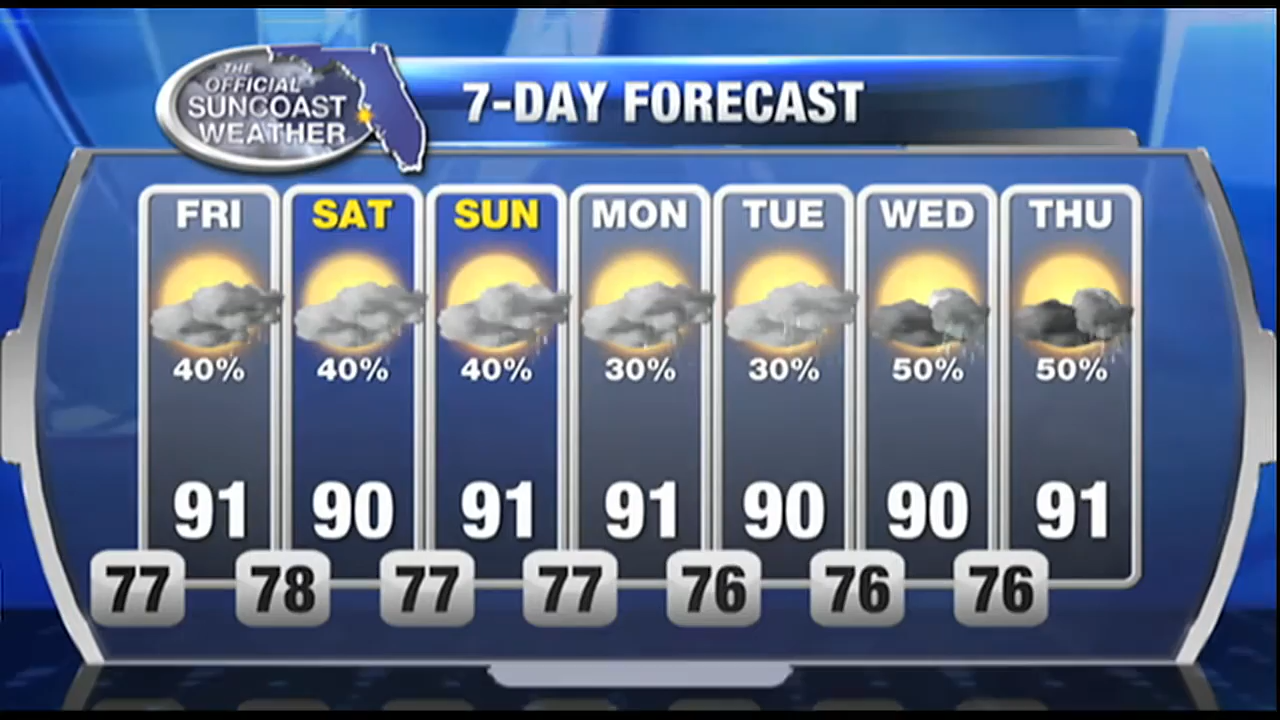 THE
OFFICIAL
SUNCOAST
WEATHER
7-DAY FORECAST
FRI SAT SUN MON TUE WED THU
40% 40% 40% 30% 30% 50% 50%
91 90 91 91 90 90 91
77 78 77 77 76 76 76